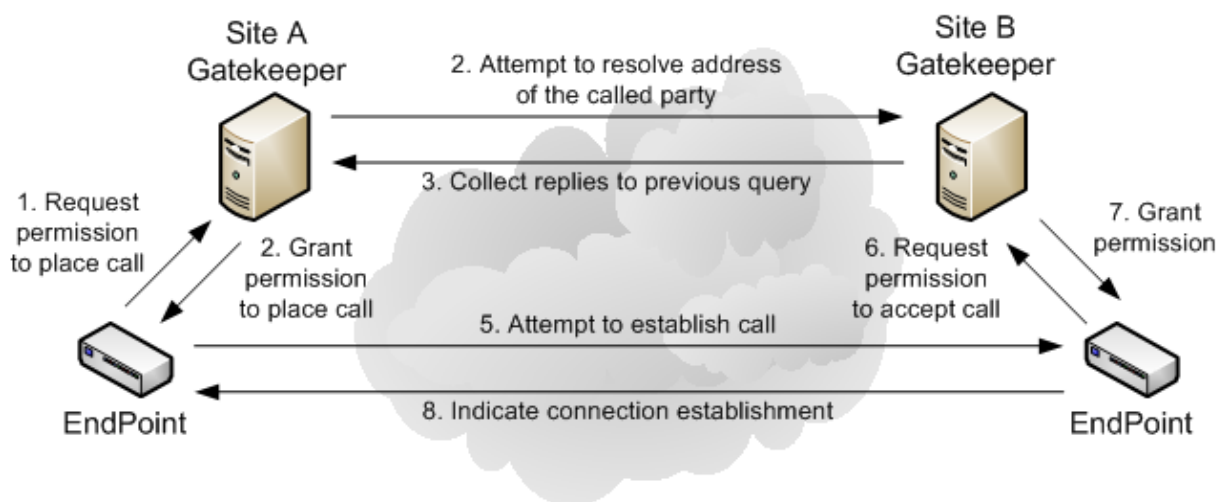 Site A
Gatekeeper
Site B
Gatekeeper
2. Attempt to resolve address
of the called party
3. Collect replies to previous query
1. Request
permission
to place call
2. Grant
permission
to place call
7. Grant
permission
6. Request
permission
to accept call
5. Attempt to establish call
8. Indicate connection establishment
EndPoint
EndPoint